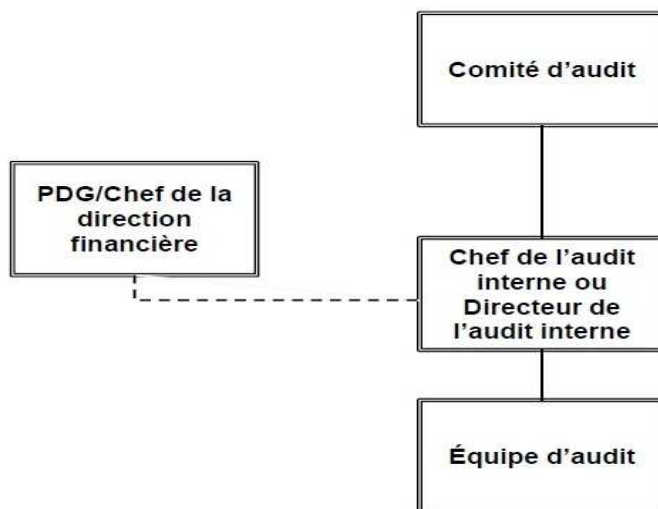 Comité d’audit
PDG/Chef de la
direction
financière
Chef de l’audit
interne ou
Directeur de
l’audit interne
Équipe d’audit